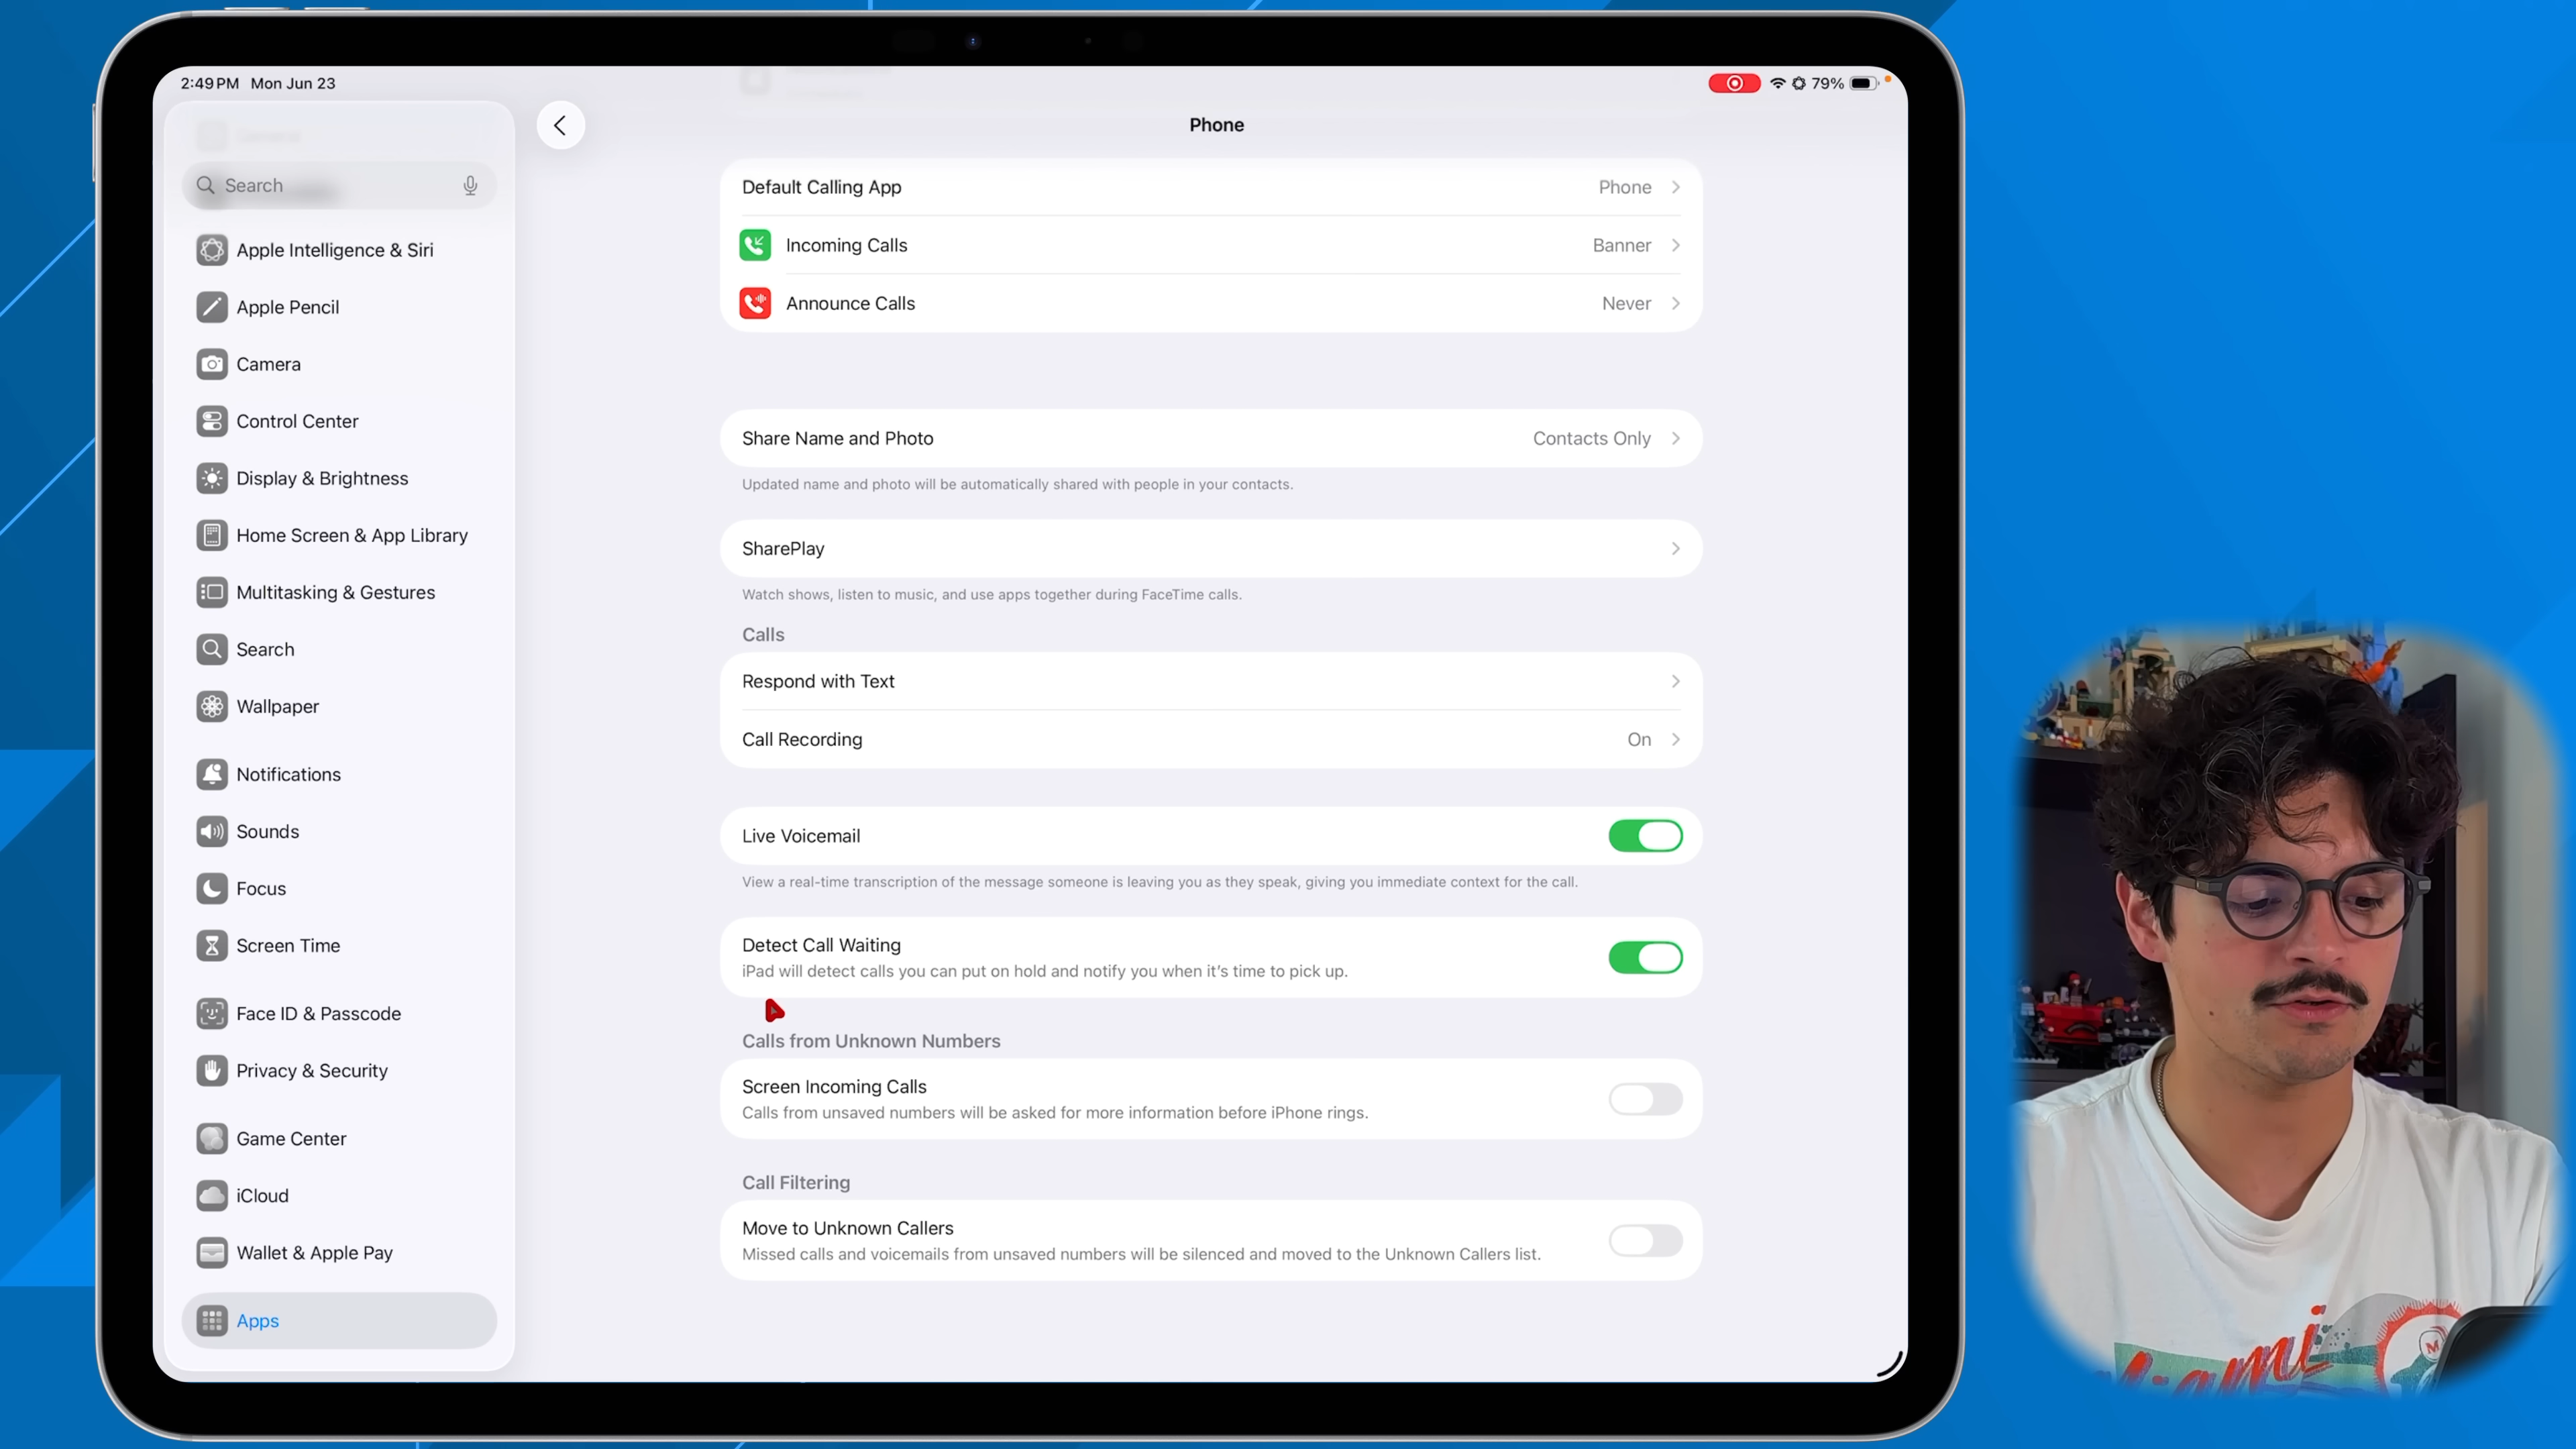 2:49 PM Mon Jun 23
79%
Search
Apple Intelligence & Siri
Apple Pencil
Camera
Control Center
Display & Brightness
Home Screen & App Library
Multitasking & Gestures
Search
Wallpaper
Notifications
Sounds
Focus
Screen Time
Face ID & Passcode
Privacy & Security
Game Center
iCloud
Wallet & Apple Pay
Apps
Phone
Default Calling App Phone
Incoming Calls Banner
Announce Calls Never
Share Name and Photo Contacts Only
Updated name and photo will be automatically shared with people in your contacts.
SharePlay
Watch shows, listen to music, and use apps together during FaceTime calls.
Calls
Respond with Text
Call Recording On
Live Voicemail
View a real-time transcription of the message someone is leaving you as they speak, giving you immediate context for the call.
Detect Call Waiting
iPad will detect calls you can put on hold and notify you when it's time to pick up.
Calls from Unknown Numbers
Screen Incoming Calls
Calls from unsaved numbers will be asked for more information before iPhone rings.
Call Filtering
Move to Unknown Callers
Missed calls and voicemails from unsaved numbers will be silenced and moved to the Unknown Callers list.